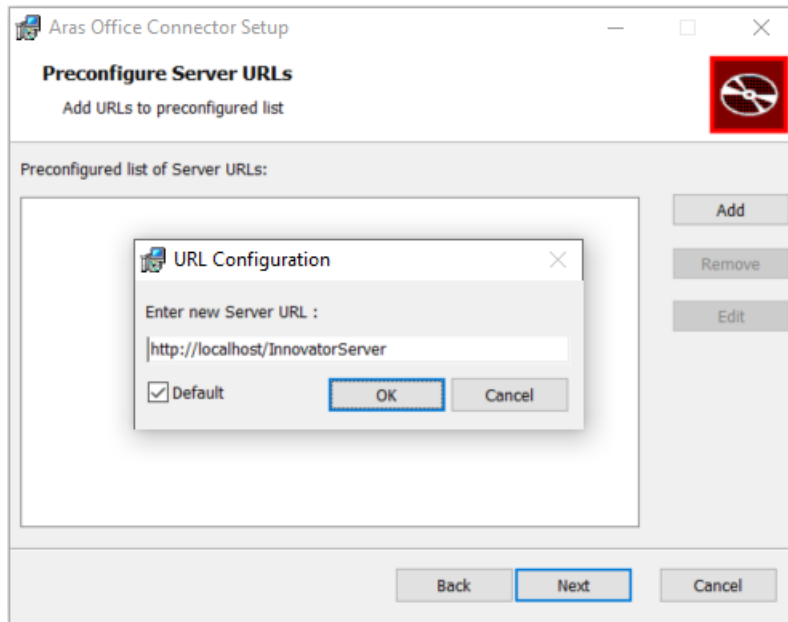 Aras Office Connector Setup
Preconfigure Server URLs
Add URLs to preconfigured list
Preconfigured list of Server URLs:
Add
Remove
Edit
URL Configuration
Enter new Server URL :
http://localhost/InnovatorServer
Default
OK
Cancel
Back
Next
Cancel